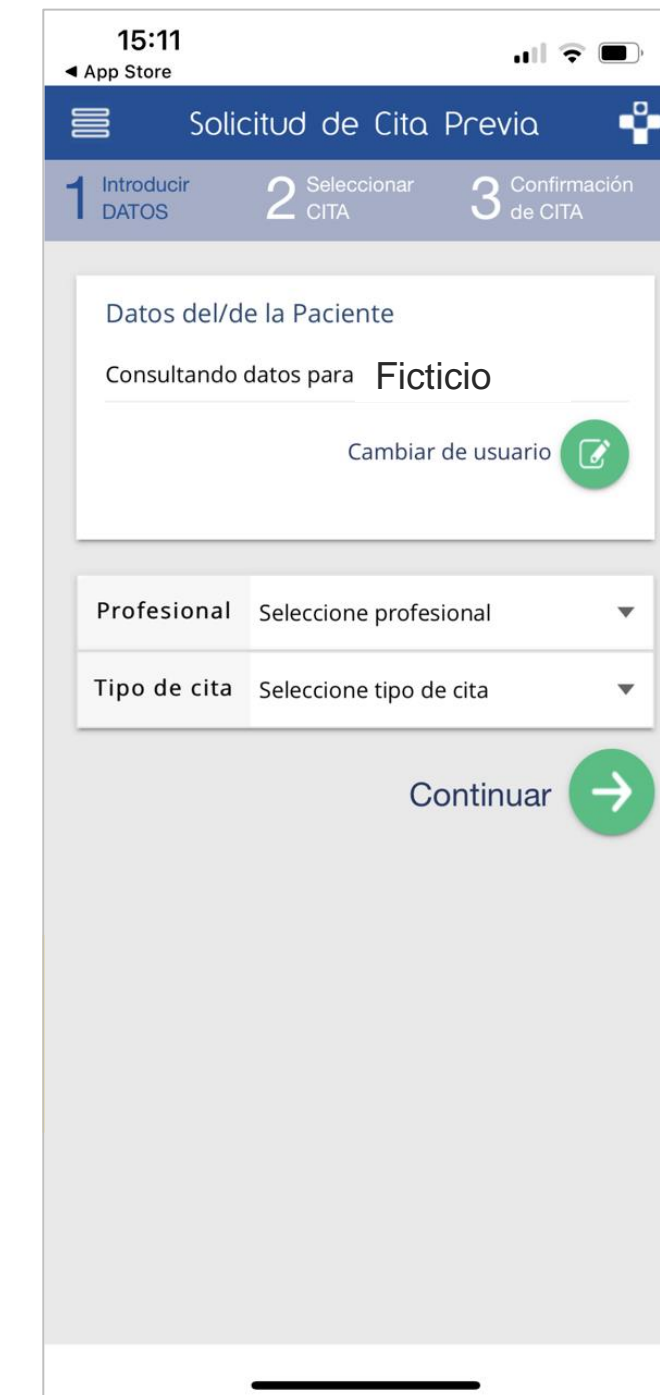 15:11
◀ App Store
Solicitud de Cita Previa
1 Introducir DATOS
2 Seleccionar CITA
3 Confirmación de CITA
Datos del/de la Paciente
Consultando datos para Ficticio
Cambiar de usuario
Profesional Seleccione profesional
Tipo de cita Seleccione tipo de cita
Continuar